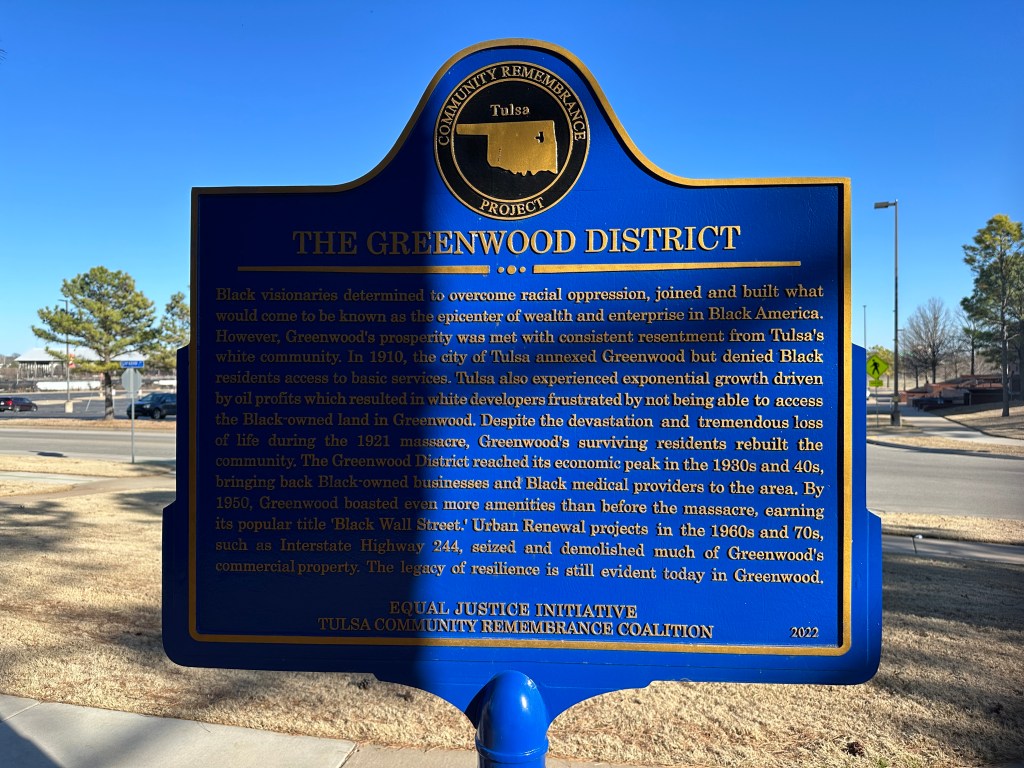 COMMUNITY REMEMBRANCE
Tulsa
PROJECT
THE GREENWOOD DISTRICT
Black visionaries determined to overcome racial oppression, joined and built what
would come to be known as the epicenter of wealth and enterprise in Black America.
However, Greenwood's prosperity was met with consistent resentment from Tulsa's
white community. In 1910, the city of Tulsa annexed Greenwood but denied Black
residents access to basic services. Tulsa also experienced exponential growth driven
by oil profits which resulted in white developers frustrated by not being able to access
the Black-owned land in Greenwood. Despite the devastation and tremendous loss
of life during the 1921 massacre, Greenwood's surviving residents rebuilt the
community. The Greenwood District reached its economic peak in the 1930s and 40s,
bringing back Black-owned businesses and Black medical providers to the area. By
1950, Greenwood boasted even more amenities than before the massacre, earning
its popular title 'Black Wall Street.' Urban Renewal projects in the 1960s and 70s,
such as Interstate Highway 244, seized and demolished much of Greenwood's
commercial property. The legacy of resilience is still evident today in Greenwood.
EQUAL JUSTICE INITIATIVE
TULSA COMMUNITY REMEMBRANCE COALITION
2022